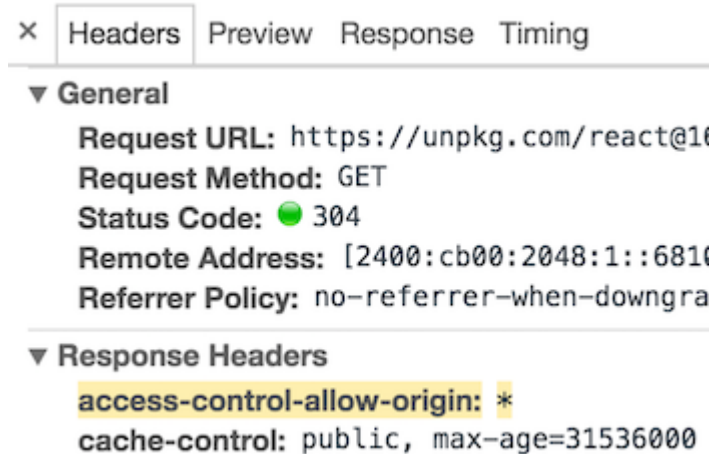 × Headers Preview Response Timing
▼ General
Request URL: https://unpkg.com/react@16
Request Method: GET
Status Code: 304
Remote Address: [2400:cb00:2048:1::6810
Referrer Policy: no-referrer-when-downgra
▼ Response Headers
access-control-allow-origin: *
cache-control: public, max-age=31536000